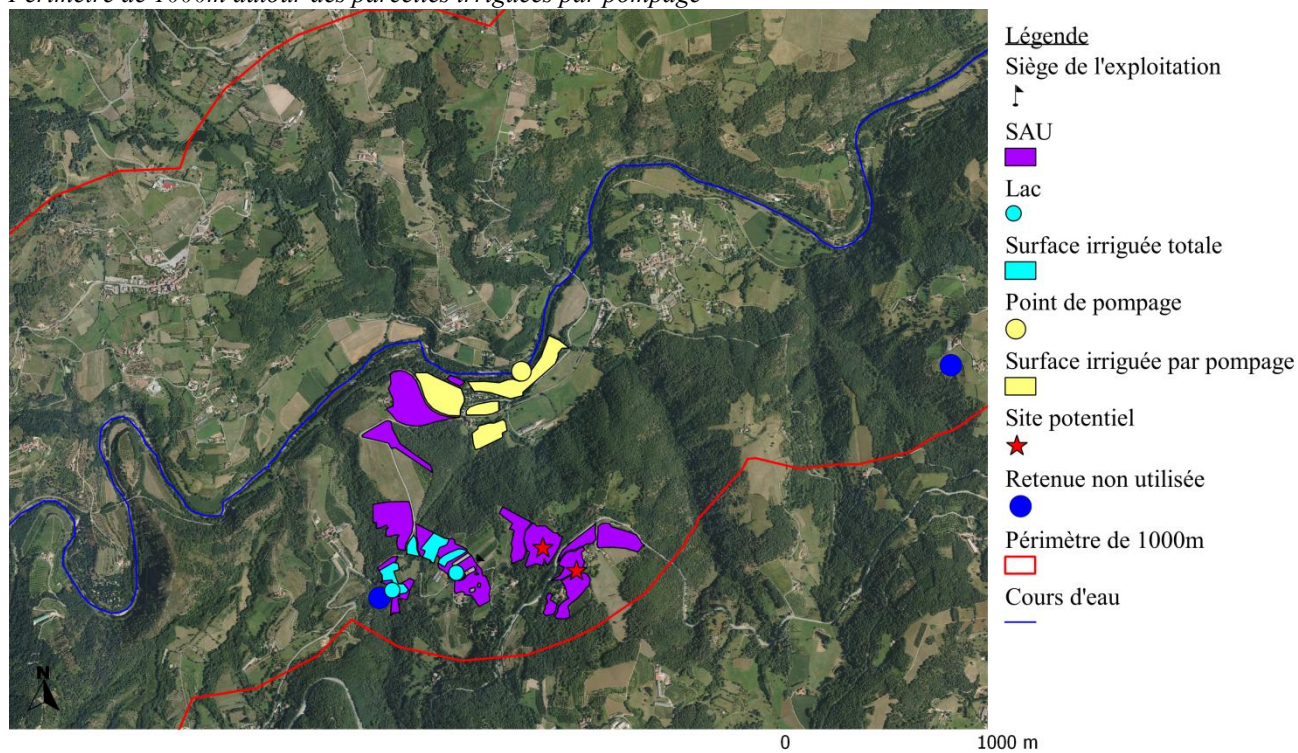 Périmètre de 1000m autour des parcelles irriguées par pompage
Légende
Siège de l'exploitation
SAU
Lac
Surface irriguée totale
Point de pompage
Surface irriguée par pompage
Site potentiel
Retenue non utilisée
Périmètre de 1000m
Cours d'eau
N
0 1000 m